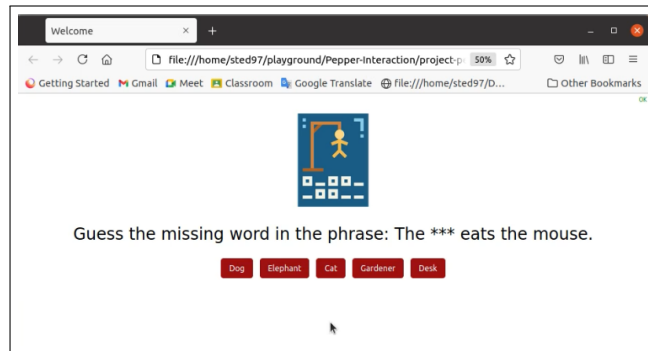 Welcome × +
file:///home/sted97/playground/Pepper-Interaction/project-p 50%
Getting Started Gmail Meet Classroom Google Translate file:///home/sted97/D... Other Bookmarks
OK
Guess the missing word in the phrase: The *** eats the mouse.
Dog Elephant Cat Gardener Desk